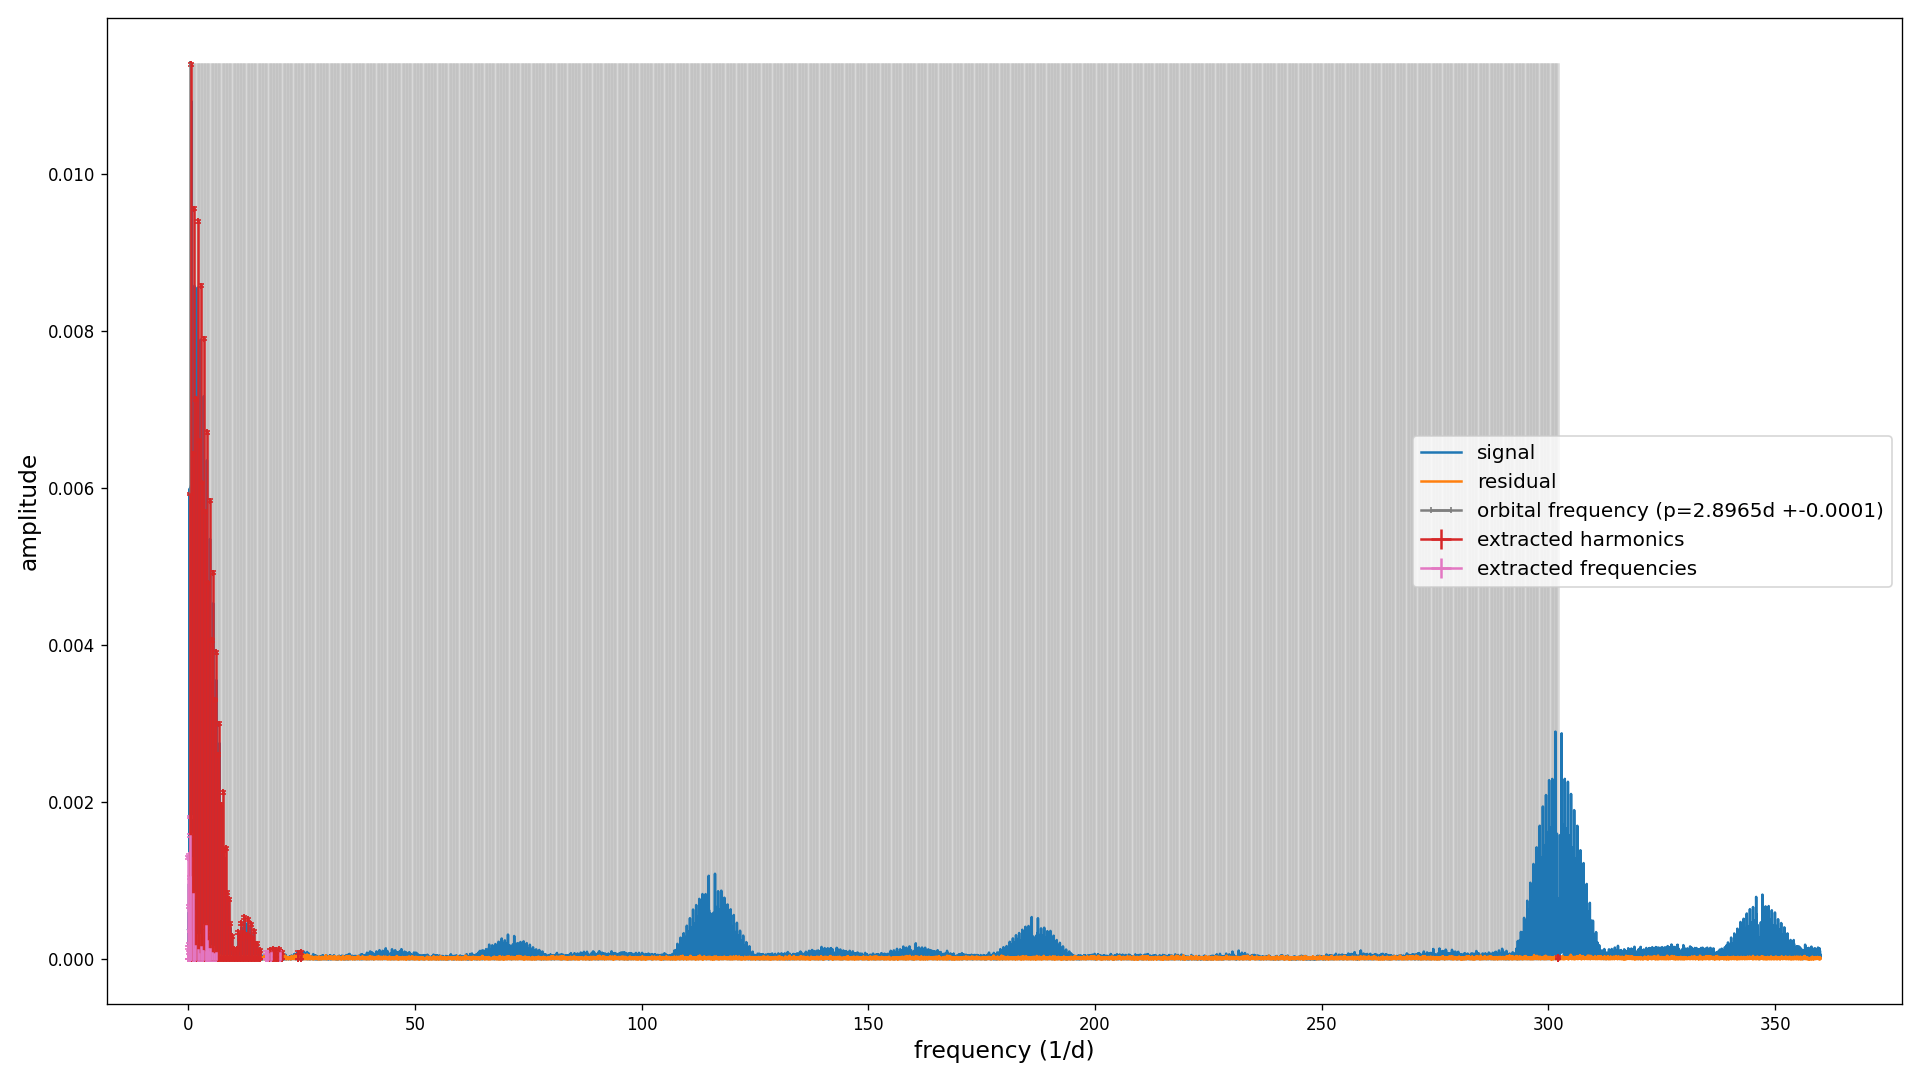 0.010
0.008
0.006
0.004
0.002
0.000
amplitude
signal
residual
orbital frequency (p=2.8965d +-0.0001)
extracted harmonics
extracted frequencies
0 50 100 150 200 250 300 350
frequency (1/d)